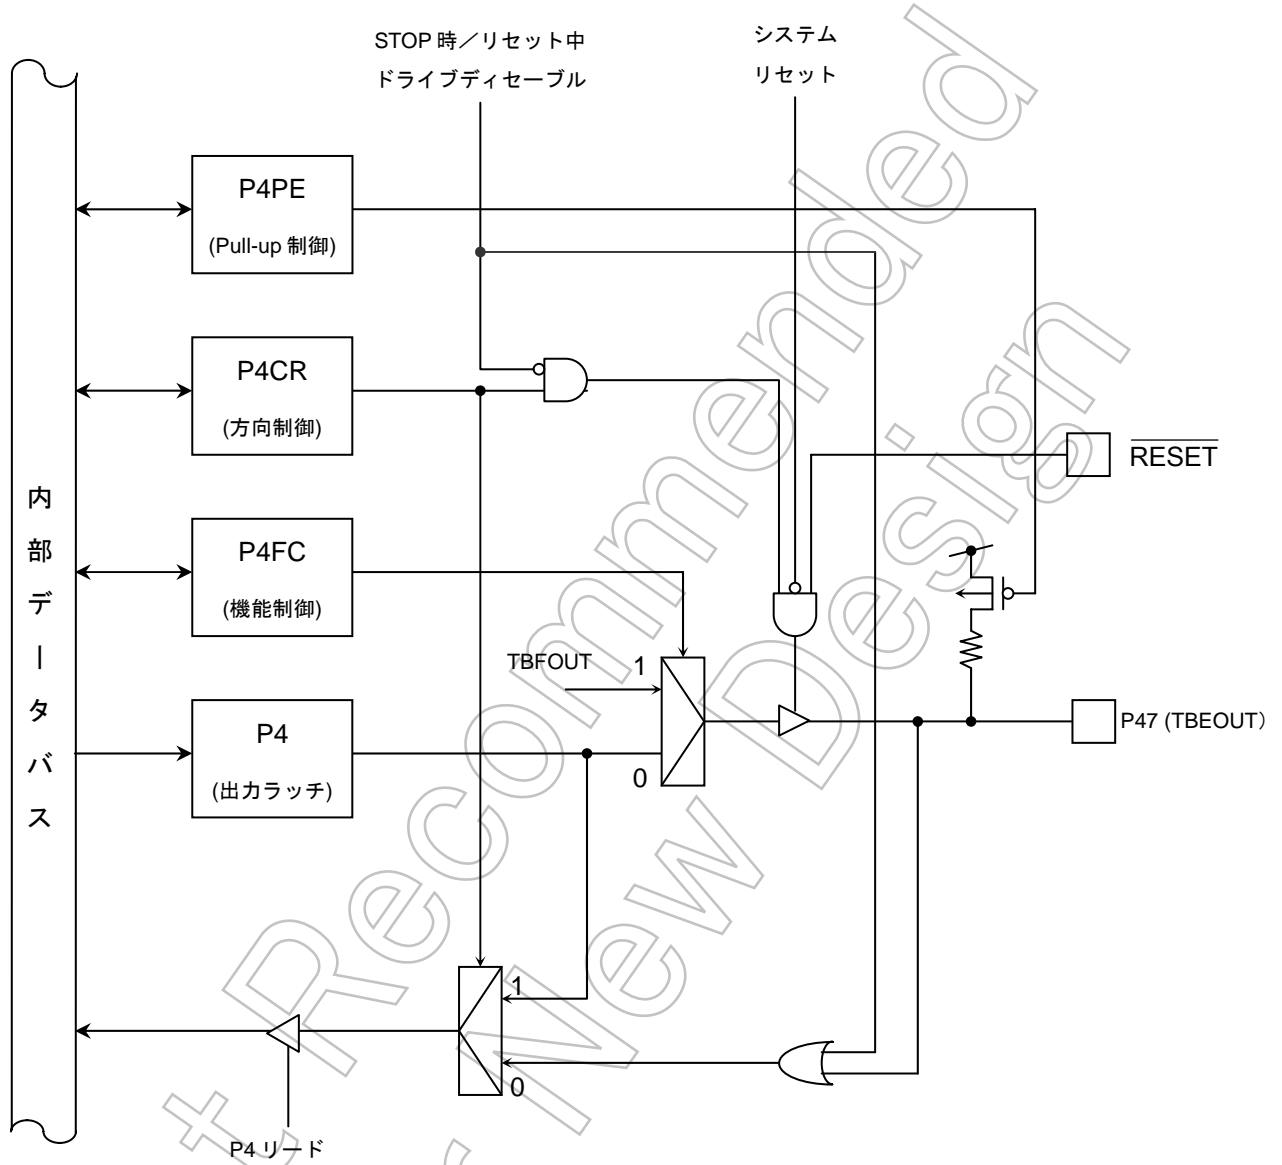 STOP 時／リセット中
ドライブディセーブル
システム
リセット
P4PE
(Pull-up 制御)
P4CR
(方向制御)
RESET
内部データバス
P4FC
(機能制御)
TBFOUT
1
P4
(出力ラッチ)
0
P47 (TBEOUT）
1
0
P4 リード
t Recommended
r New Design